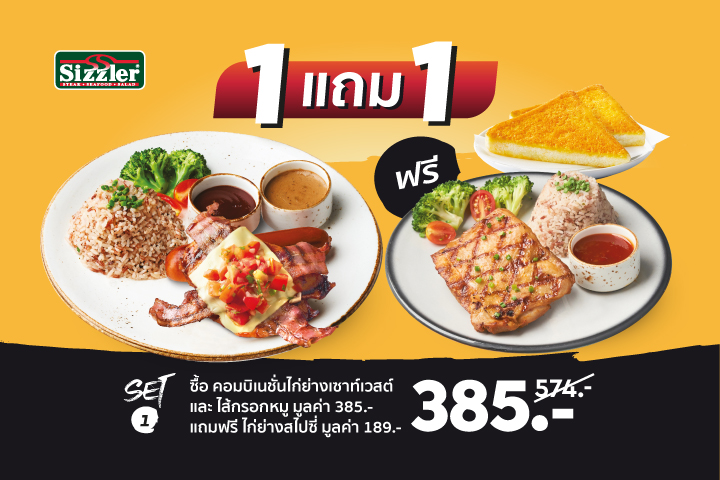 Sizzler
STEAK • SEAFOOD • SALAD
1 แถม 1
ฟรี
SET
1
ซื้อ คอมบิเนชั่นไก่ย่างเซาท์เวสต์
และ ไส้กรอกหมู มูลค่า 385.-
แถมฟรี ไก่ย่างสไปซี่ มูลค่า 189.-
574.-
385.-